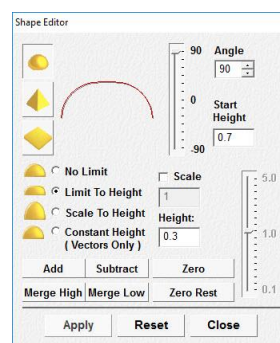 Shape Editor
90 Angle
90
0 Start
Height
0.7
-90
No Limit
Scale
5.0
Limit To Height
1
Scale To Height
Height:
Constant Height
0.3
1.0
( Vectors Only )
Add Subtract Zero
0.1
Merge High Merge Low Zero Rest
Apply Reset Close